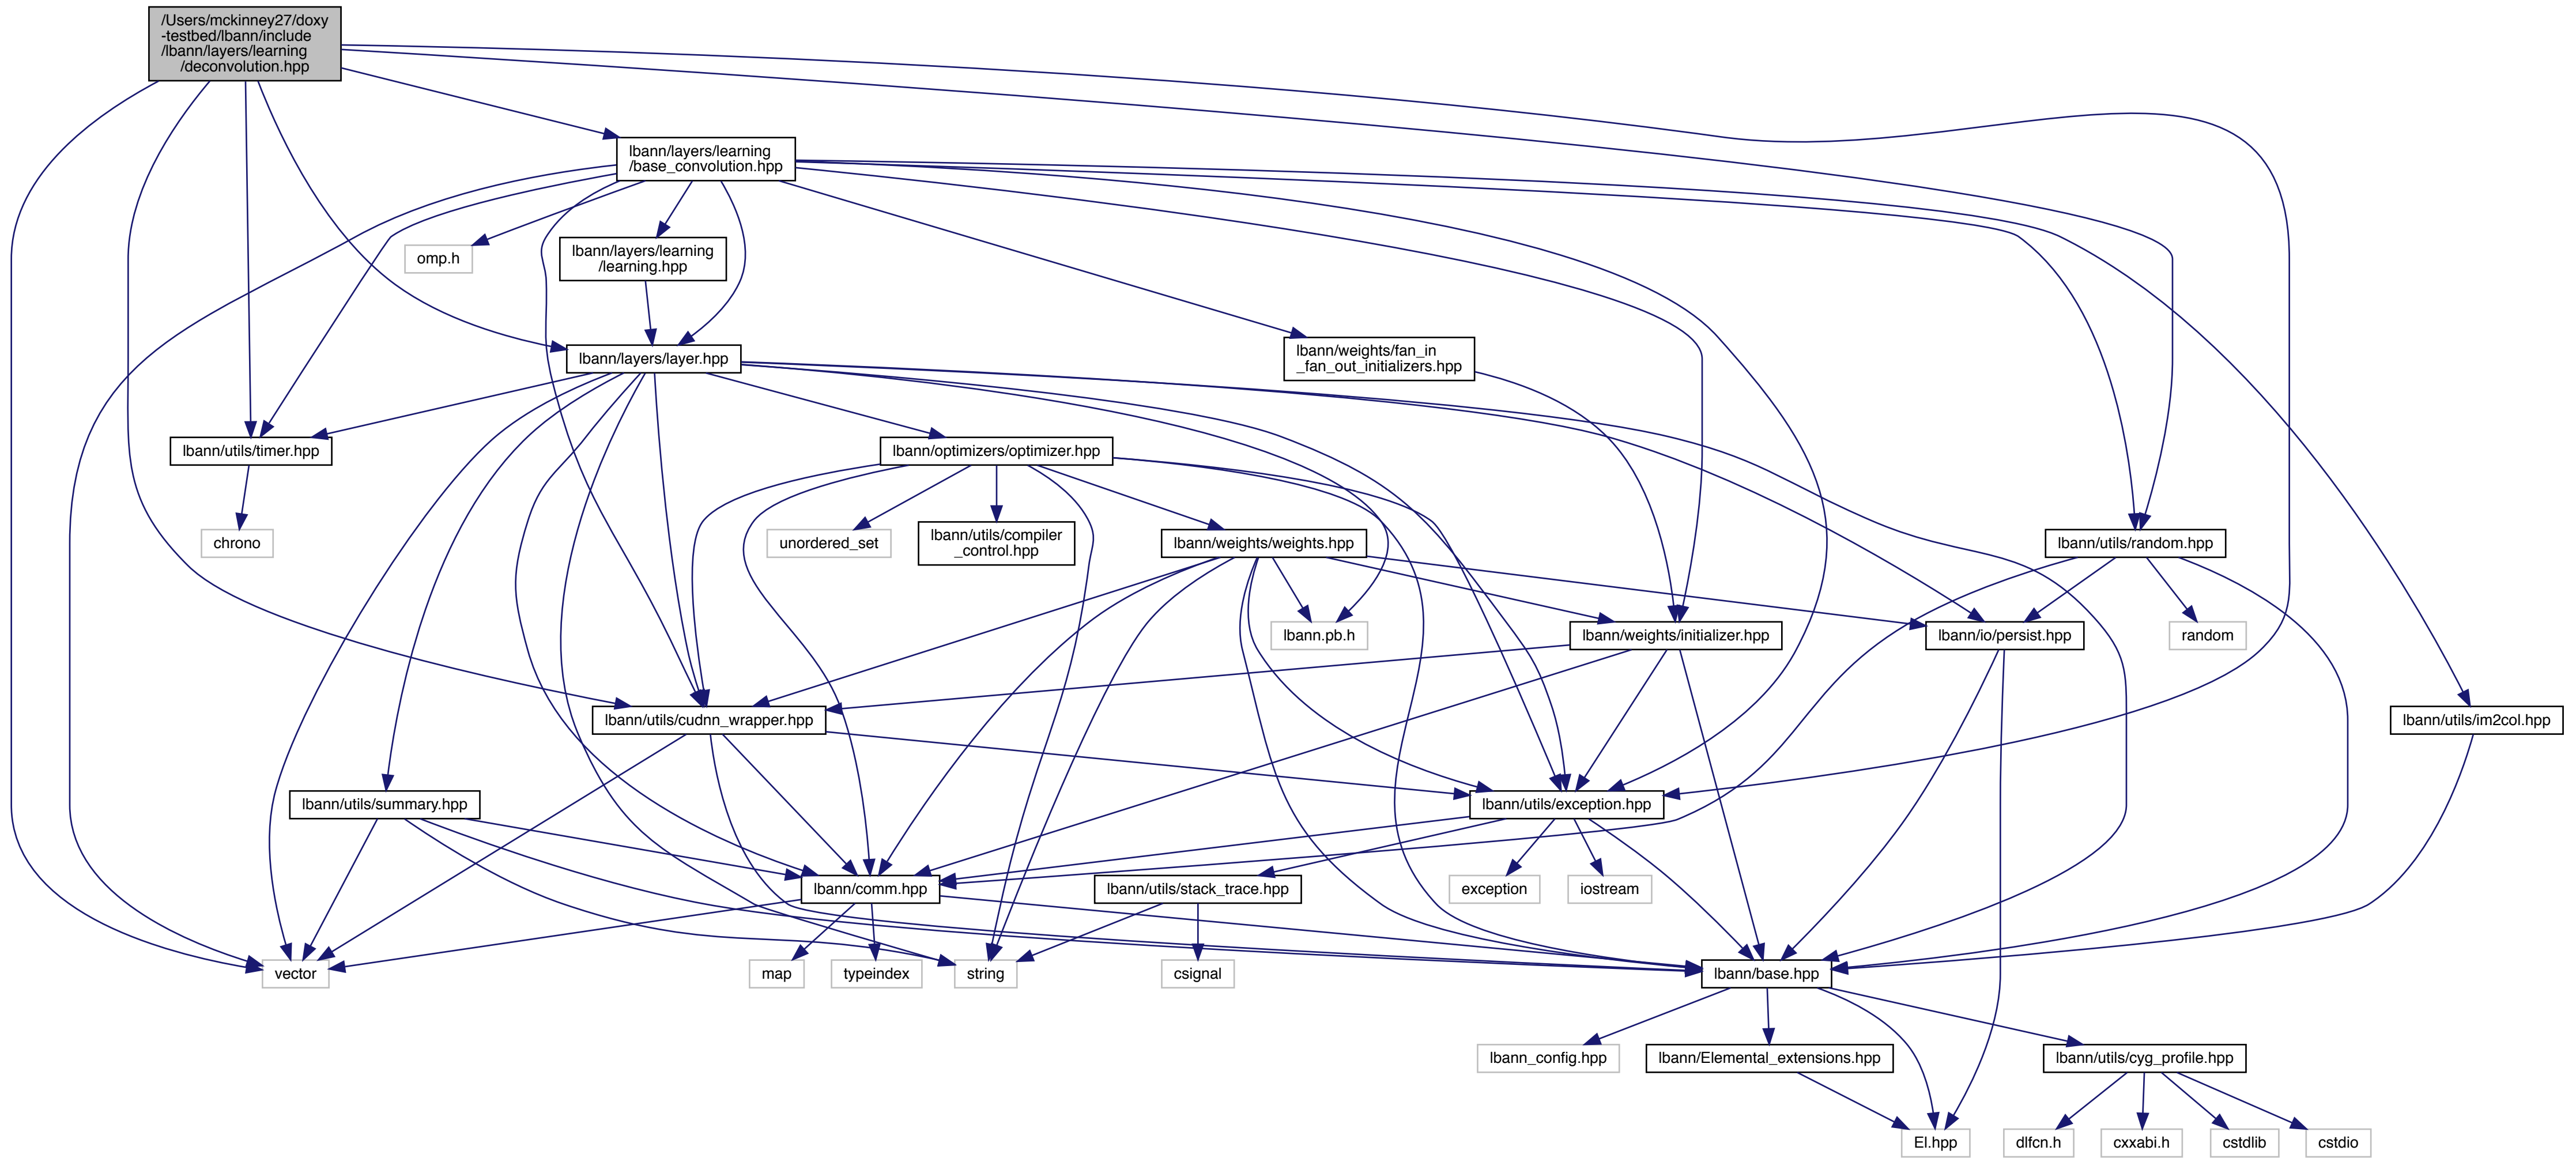 /Users/mckinney27/doxy
-testbed/lbann/include
/lbann/layers/learning
/deconvolution.hpp
lbann/layers/learning
/base_convolution.hpp
omp.h
lbann/layers/learning
/learning.hpp
lbann/layers/layer.hpp
lbann/weights/fan_in
_fan_out_initializers.hpp
lbann/utils/timer.hpp
lbann/optimizers/optimizer.hpp
chrono
unordered_set
lbann/utils/compiler
_control.hpp
lbann/weights/weights.hpp
lbann/utils/random.hpp
lbann.pb.h
lbann/weights/initializer.hpp
lbann/io/persist.hpp
random
lbann/utils/cudnn_wrapper.hpp
lbann/utils/im2col.hpp
lbann/utils/summary.hpp
lbann/utils/exception.hpp
lbann/comm.hpp
lbann/utils/stack_trace.hpp
exception
iostream
vector
map
typeindex
string
csignal
lbann/base.hpp
lbann_config.hpp
lbann/Elemental_extensions.hpp
lbann/utils/cyg_profile.hpp
El.hpp
dlfcn.h
cxxabi.h
cstdlib
cstdio